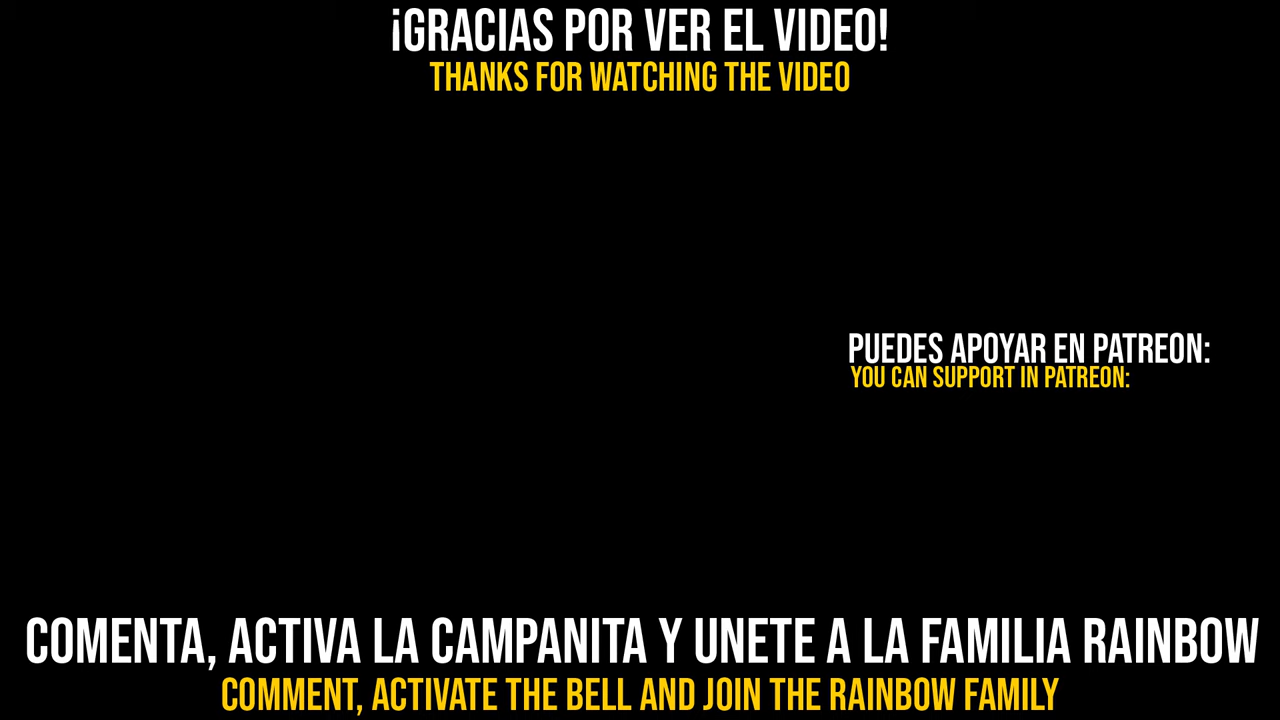 ¡GRACIAS POR VER EL VIDEO!
THANKS FOR WATCHING THE VIDEO
PUEDES APOYAR EN PATREON:
YOU CAN SUPPORT IN PATREON:
COMENTA, ACTIVA LA CAMPANITA Y UNETE A LA FAMILIA RAINBOW
COMMENT, ACTIVATE THE BELL AND JOIN THE RAINBOW FAMILY